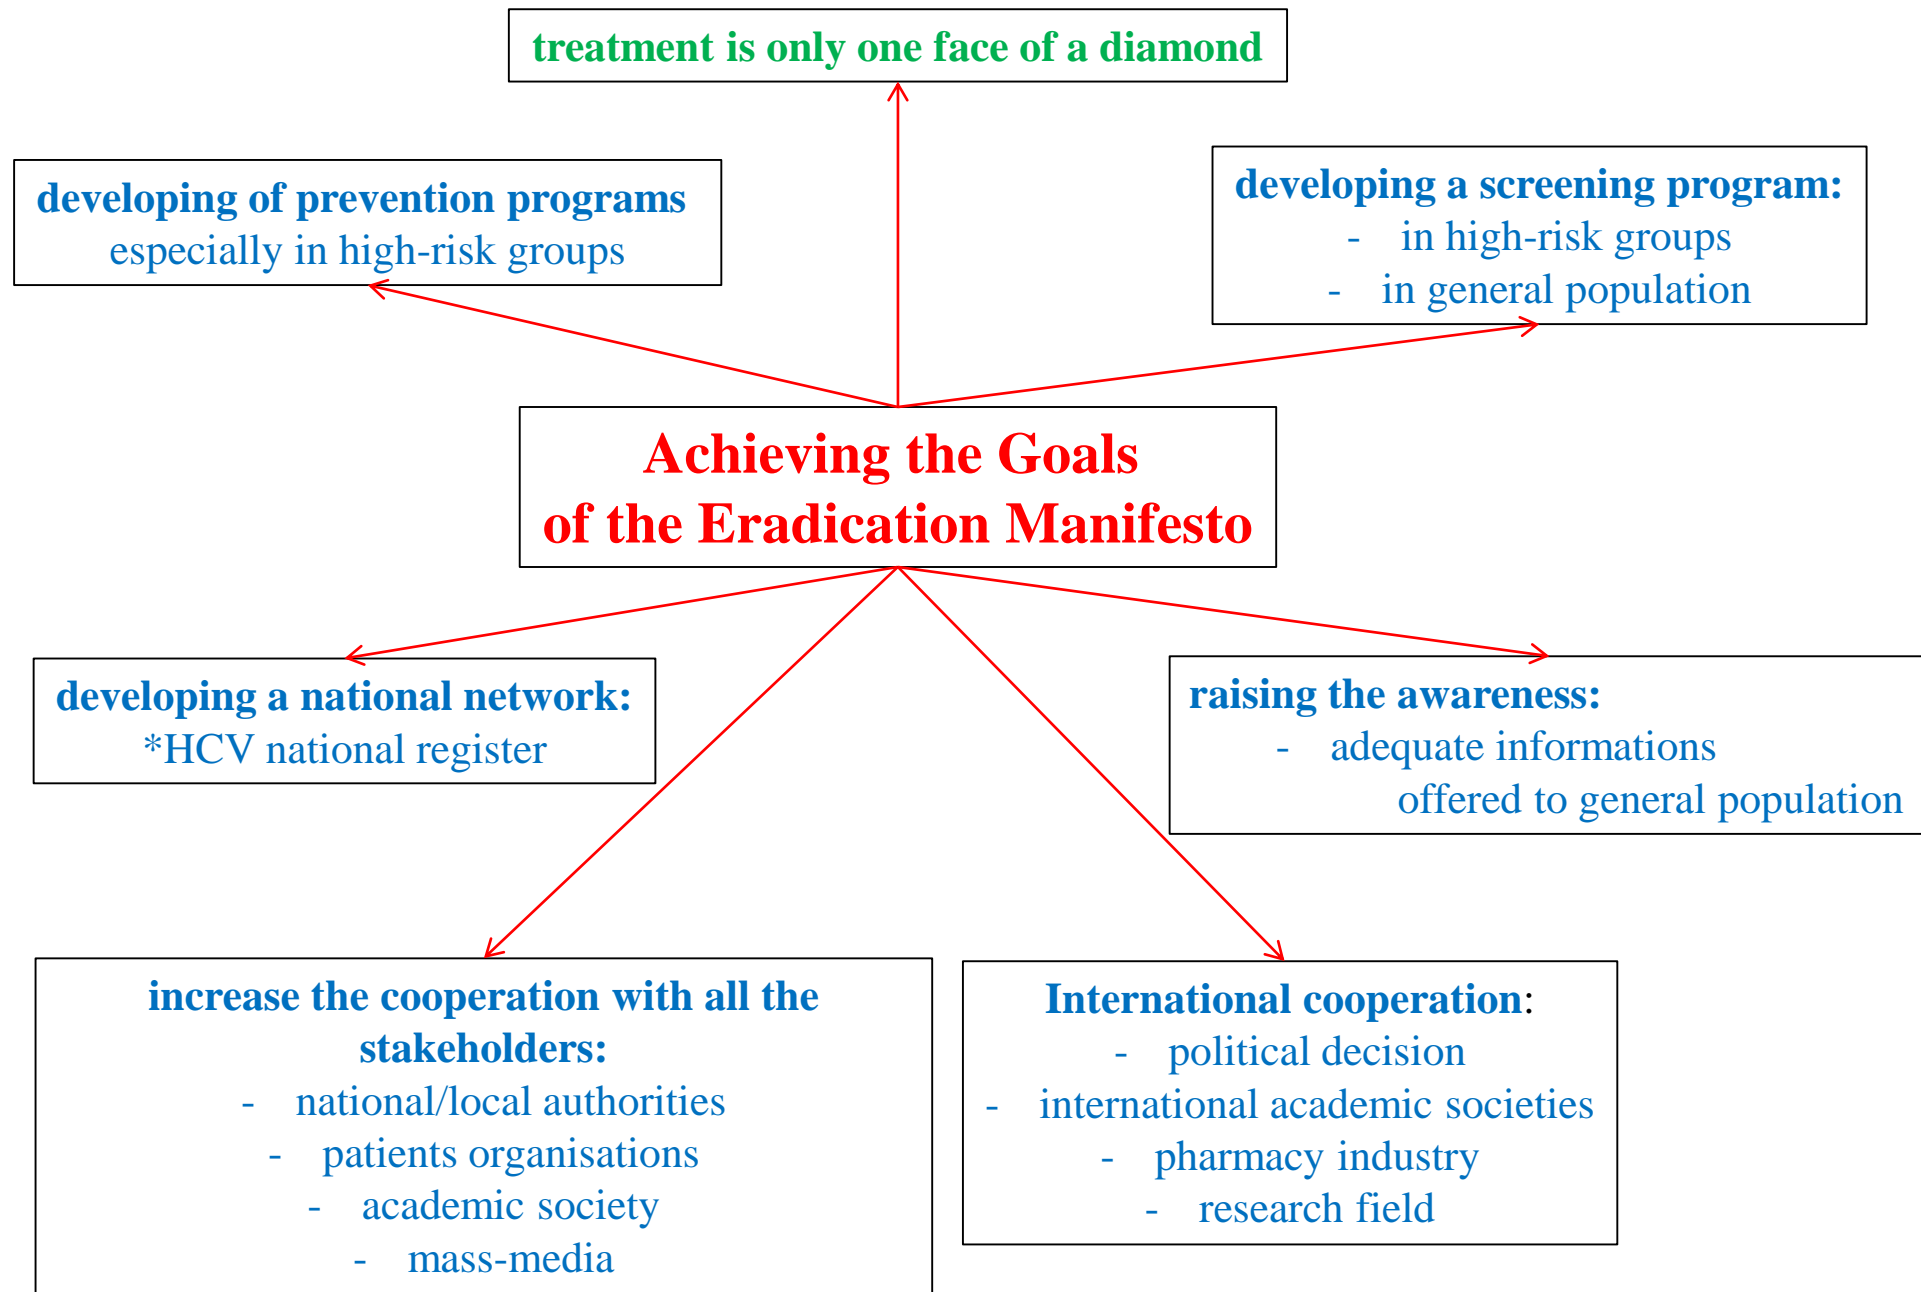 treatment is only one face of a diamond
developing of prevention programs
especially in high-risk groups
developing a screening program:
- in high-risk groups
- in general population
Achieving the Goals
of the Eradication Manifesto
developing a national network:
*HCV national register
raising the awareness:
- adequate informations
offered to general population
increase the cooperation with all the
stakeholders:
- national/local authorities
- patients organisations
- academic society
- mass-media
International cooperation:
- political decision
- international academic societies
- pharmacy industry
- research field